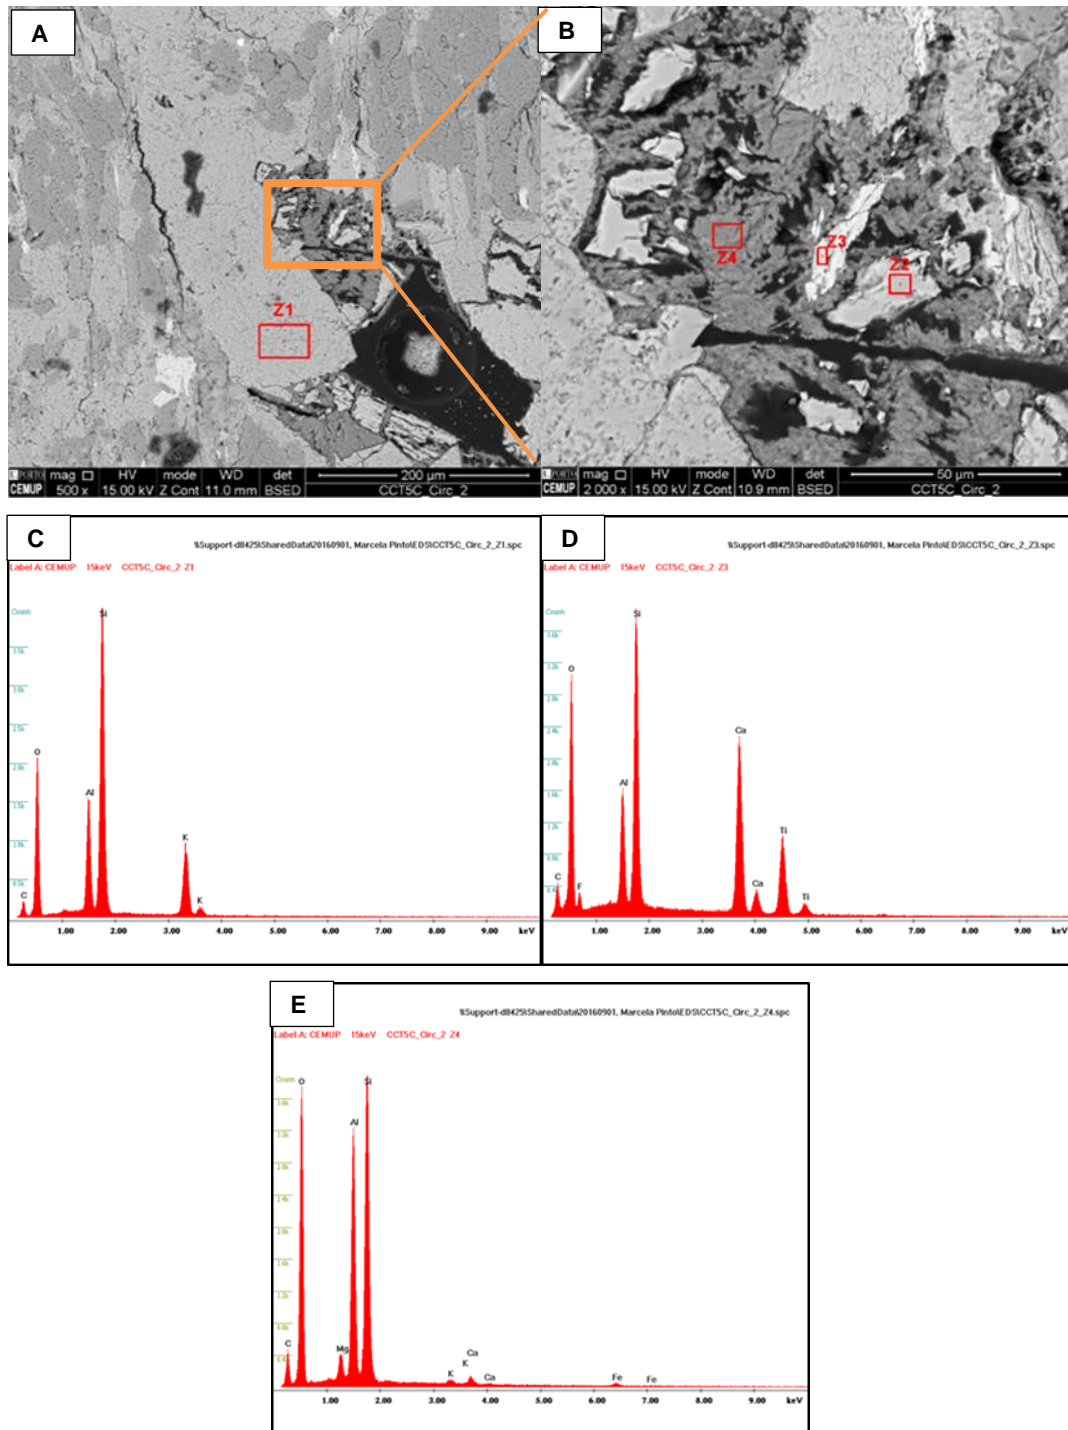 A
B
Z1
Z2
Z3
Z4
CEMUP
mag HV mode WD det
500 x 15.00 kV Z Cont 11.0 mm BSED
200 µm
CCT5C_Circ_2
CEMUP
mag HV mode WD det
2 000 x 15.00 kV Z Cont 10.9 mm BSED
50 µm
CCT5C_Circ_2
C
\\Support-d8425\SharedData\20160901, Marcela Pinto\EDS\CCT5C_Circ_2_Z1.spc
Label A: CEMUP 15keV CCT5C_Circ_2 Z1
Si
O
Al
K
C
K
1.00 2.00 3.00 4.00 5.00 6.00 7.00 8.00 9.00 keV
D
\\Support-d8425\SharedData\20160901, Marcela Pinto\EDS\CCT5C_Circ_2_Z3.spc
Label A: CEMUP 15keV CCT5C_Circ_2 Z3
Si
O
Ca
Al
Ti
C
F
Ca
Ti
1.00 2.00 3.00 4.00 5.00 6.00 7.00 8.00 9.00 keV
E
\\Support-d8425\SharedData\20160901, Marcela Pinto\EDS\CCT5C_Circ_2_Z4.spc
Label A: CEMUP 15keV CCT5C_Circ_2 Z4
O Si
Al
C
Mg
Ca
K
K
Ca
Fe
Fe
1.00 2.00 3.00 4.00 5.00 6.00 7.00 8.00 9.00 keV